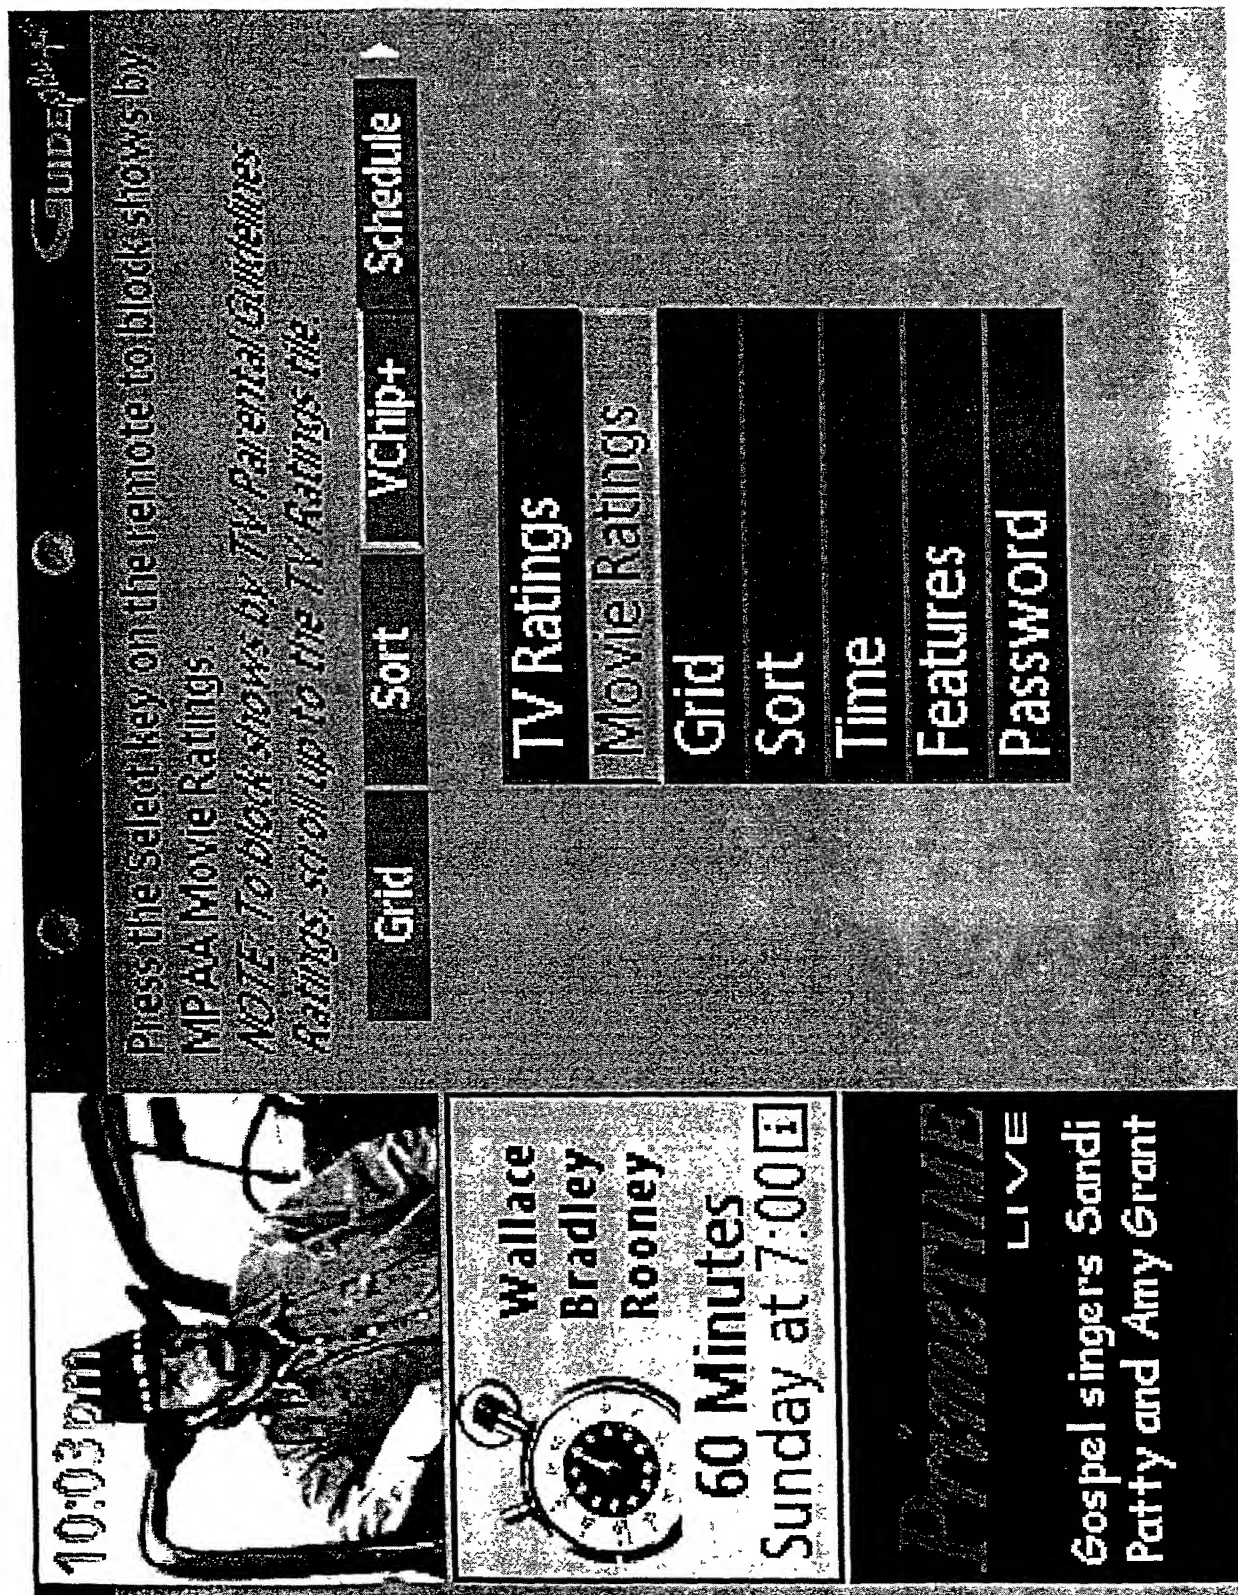 10:03pm
GUIDE Plus+
Press the select key on the remote to block shows by
MPAA Movie Ratings
NOTE: To block shows by TV Parental Guidelines
Ratings, scroll up to the TV Ratings tile.
Grid
Sort
VChip+
Schedule
TV Ratings
Movie Ratings
Grid
Sort
Time
Features
Password
Wallace
Bradley
Rooney
60 Minutes
Sunday at 7:00 i
PRIMETIME
LIVE
Gospel singers Sandi
Patty and Amy Grant